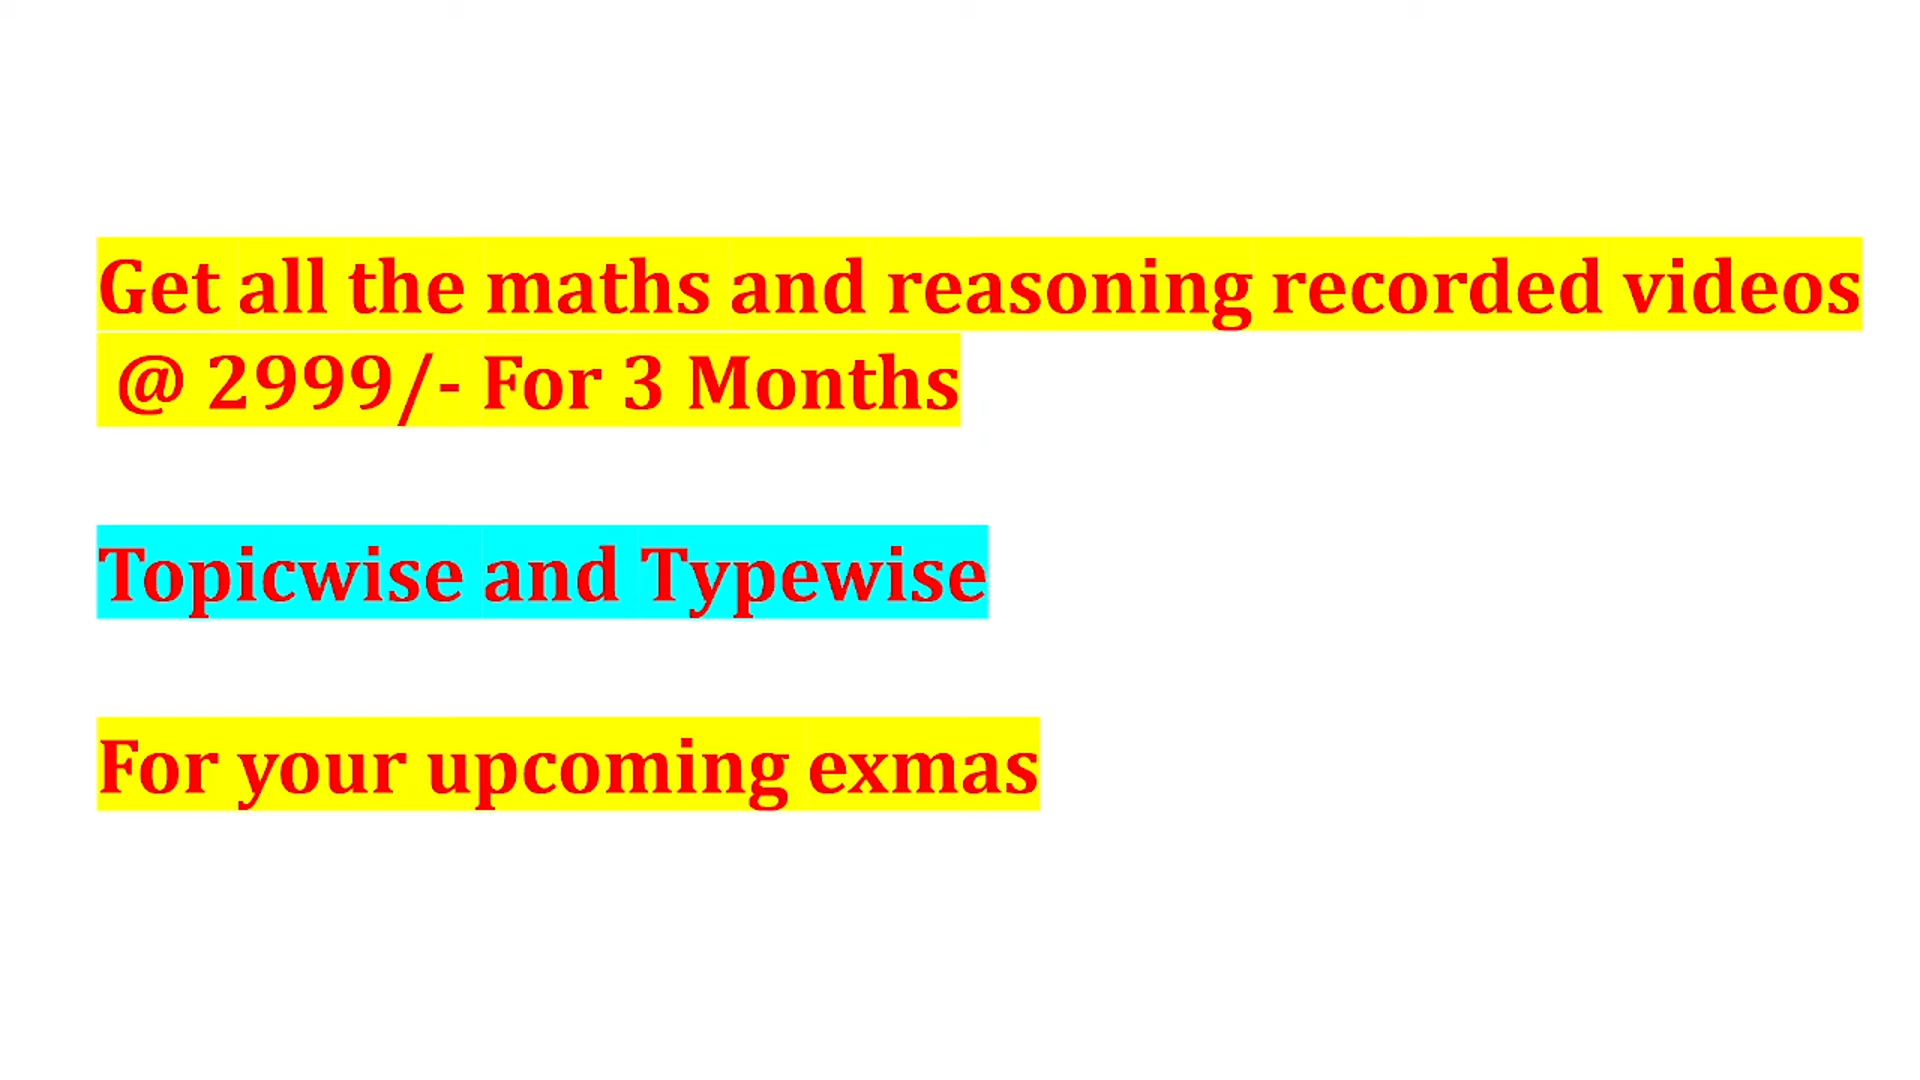 Get all the maths and reasoning recorded videos
@ 2999/- For 3 Months
Topicwise and Typewise
For your upcoming exmas